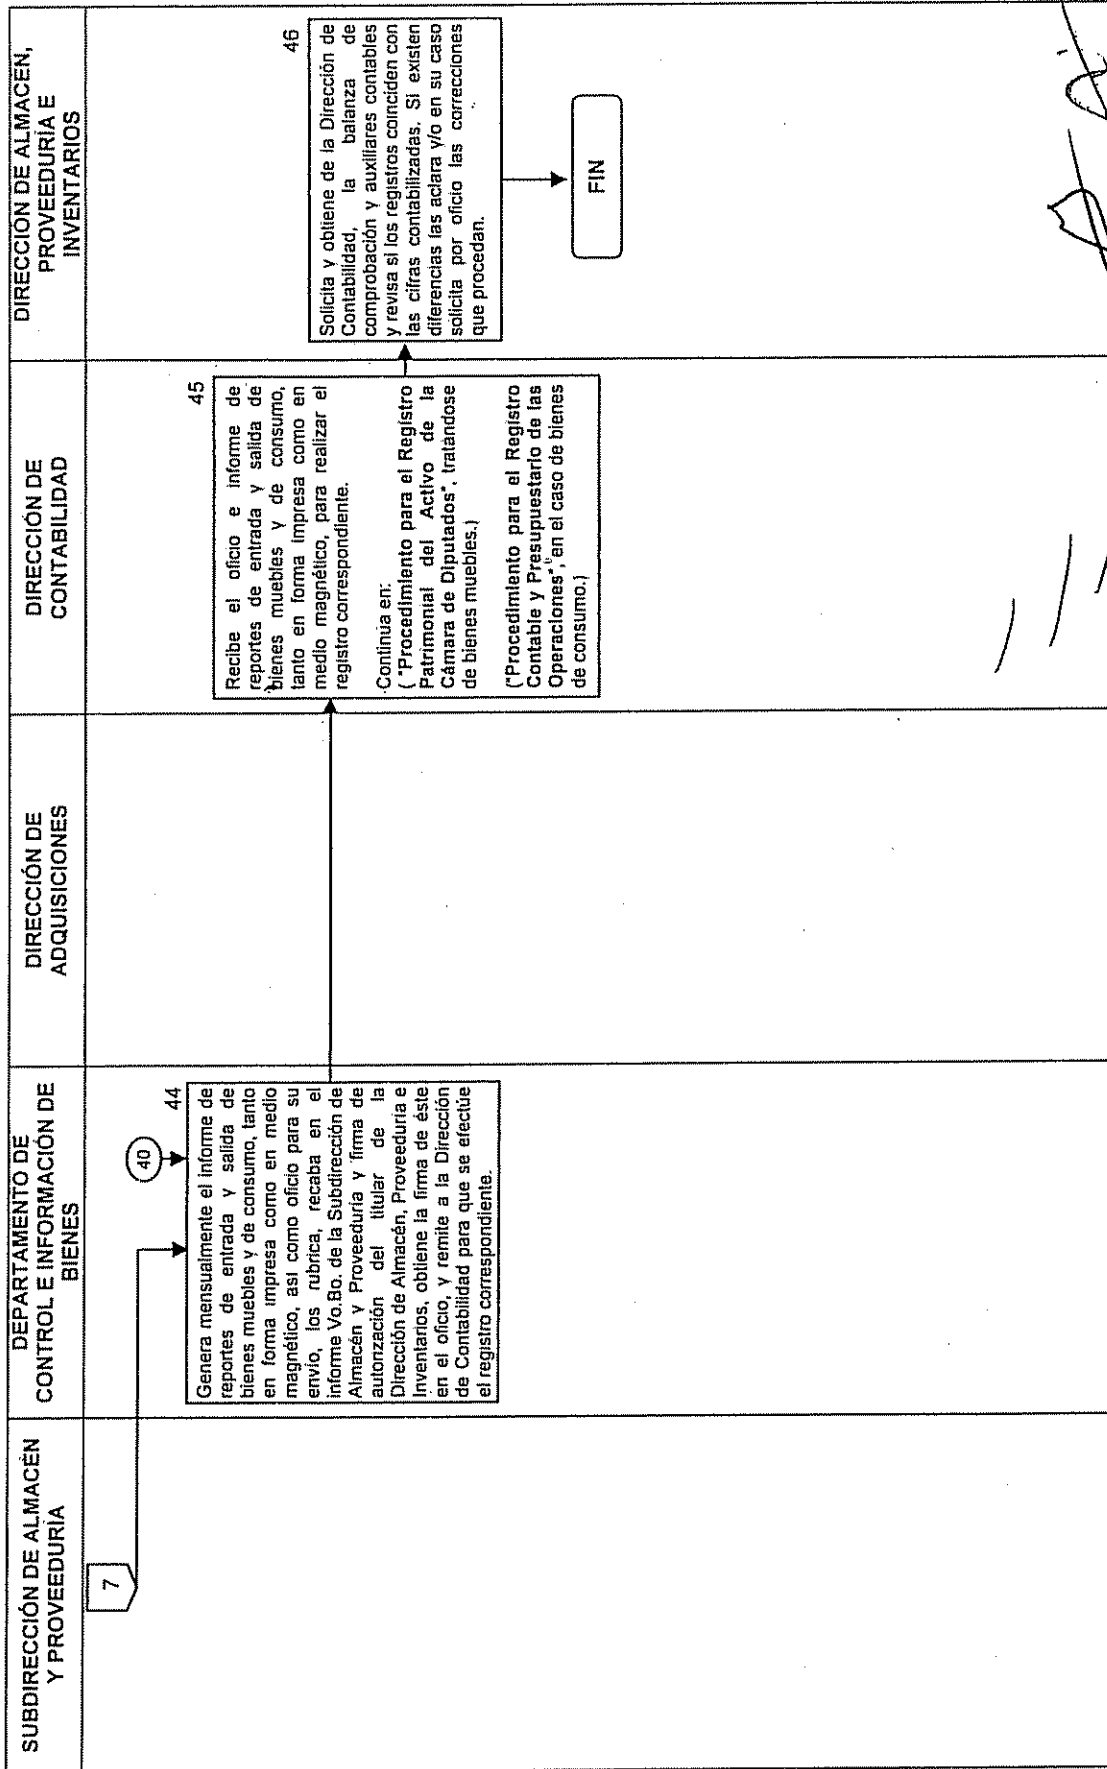 SUBDIRECCIÓN DE ALMACÉN
Y PROVEEDURÍA
DEPARTAMENTO DE
CONTROL E INFORMACIÓN DE
BIENES
DIRECCIÓN DE
ADQUISICIONES
DIRECCIÓN DE
CONTABILIDAD
DIRECCIÓN DE ALMACEN,
PROVEEDURÍA E
INVENTARIOS
7
40
44
Genera mensualmente el informe de
reportes de entrada y salida de
bienes muebles y de consumo, tanto
en forma impresa como en medio
magnético, así como oficio para su
envío, los rubrica, recaba en el
informe Vo.Bo. de la Subdirección de
Almacén y Proveeduría y firma de
autorización del titular de la
Dirección de Almacén, Proveeduría e
Inventarios, obtiene la firma de éste
en el oficio, y remite a la Dirección
de Contabilidad para que se efectúe
el registro correspondiente.
45
Recibe el oficio e informe de
reportes de entrada y salida de
bienes muebles y de consumo,
tanto en forma impresa como en
medio magnético, para realizar el
registro correspondiente.
Continúa en:
( "Procedimiento para el Registro
Patrimonial del Activo de la
Cámara de Diputados", tratándose
de bienes muebles.)
("Procedimiento para el Registro
Contable y Presupuestario de las
Operaciones", en el caso de bienes
de consumo.)
46
Solicita y obtiene de la Dirección de
Contabilidad, la balanza de
comprobación y auxiliares contables
y revisa si los registros coinciden con
las cifras contabilizadas. Si existen
diferencias las aclara y/o en su caso
solicita por oficio las correcciones
que procedan.
FIN